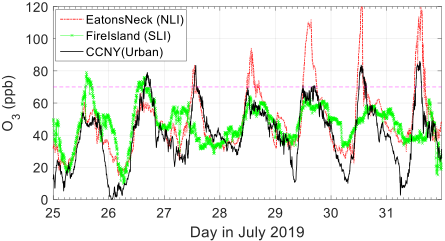 120
100
80
60
40
20
0
O3 (ppb)
EatonsNeck (NLI)
FireIsland (SLI)
CCNY(Urban)
25 26 27 28 29 30 31
Day in July 2019